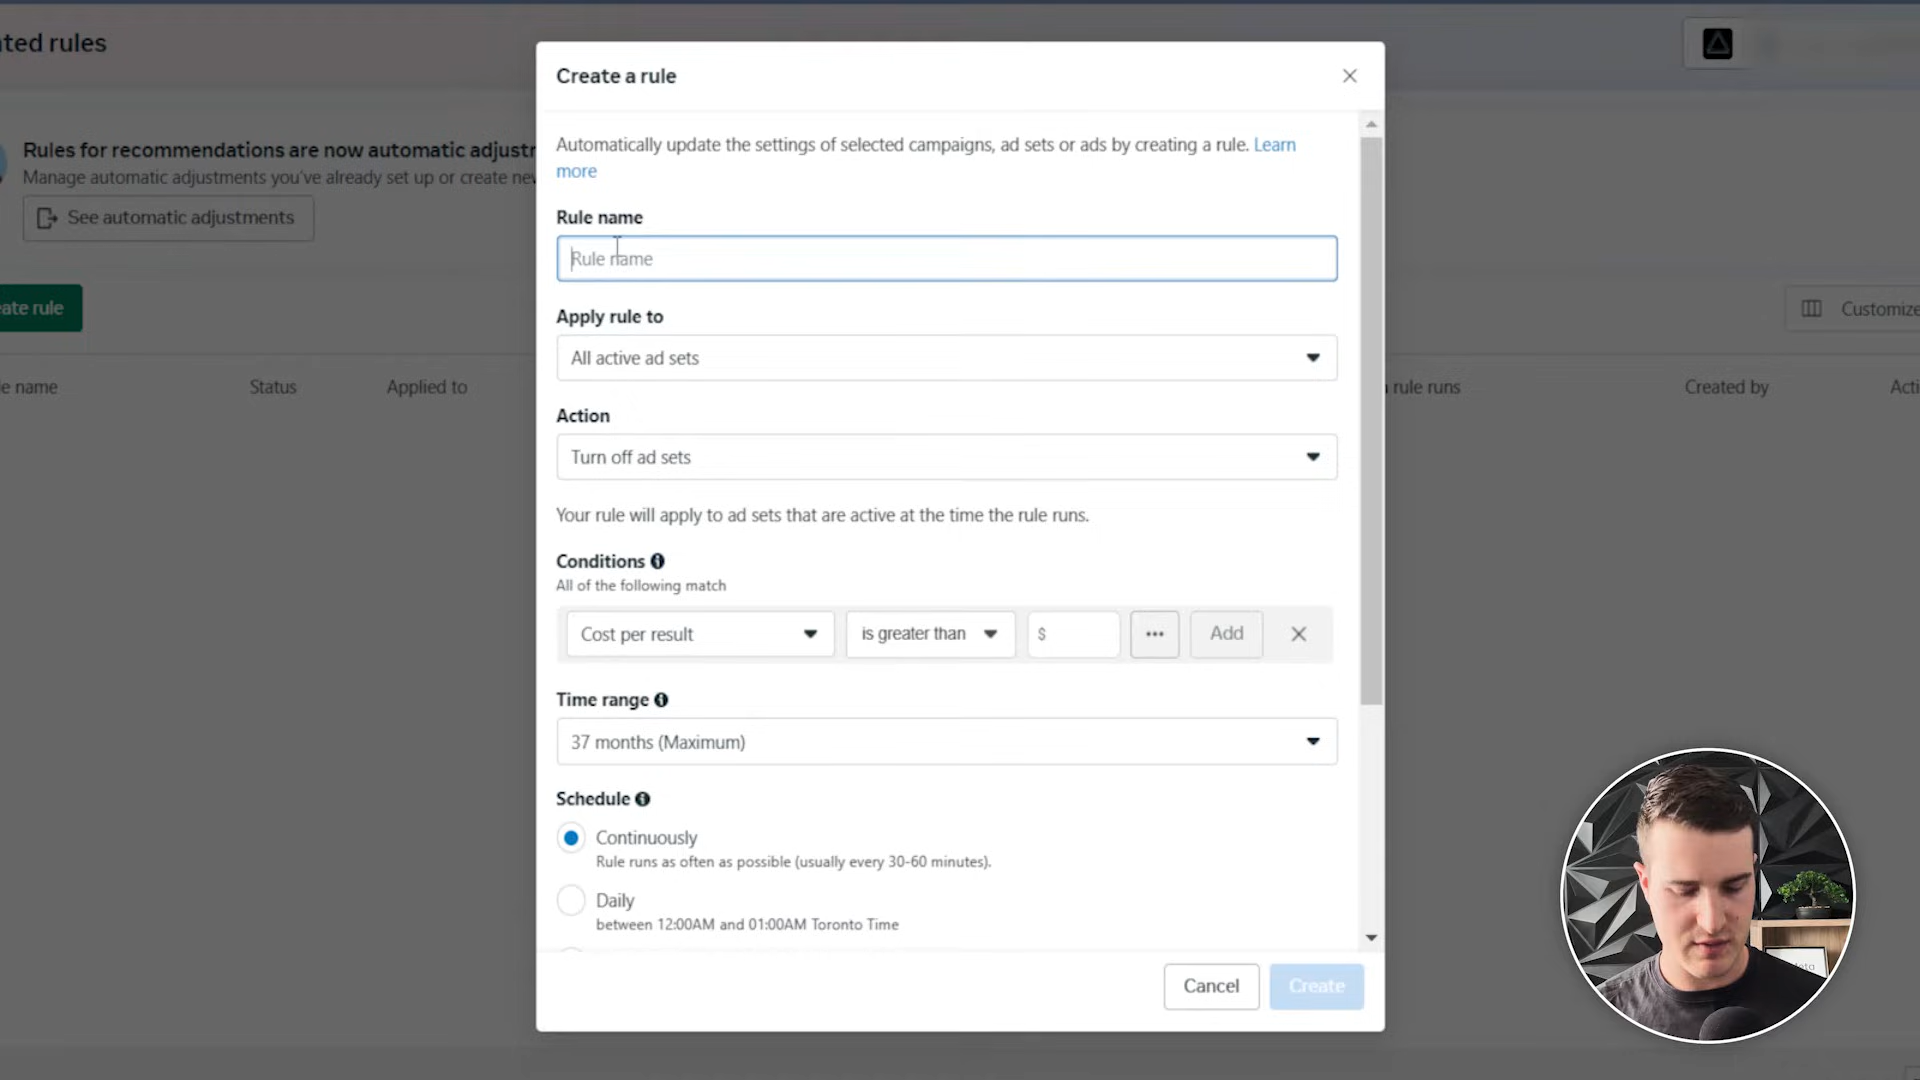 ated rules
Create a rule
Rules for recommendations are now automatic adjustr
Manage automatic adjustments you've already set up or create new
See automatic adjustments
Automatically update the settings of selected campaigns, ad sets or ads by creating a rule. Learn
more
Rule name
Rule name
ate rule
Customize
Apply rule to
All active ad sets
e name
Status
Applied to
rule runs
Created by
Acti
Action
Turn off ad sets
Your rule will apply to ad sets that are active at the time the rule runs.
Conditions
All of the following match
Cost per result
is greater than
$
Add
Time range
37 months (Maximum)
Schedule
Continuously
Rule runs as often as possible (usually every 30-60 minutes).
Daily
between 12:00AM and 01:00AM Toronto Time
Cancel
Create